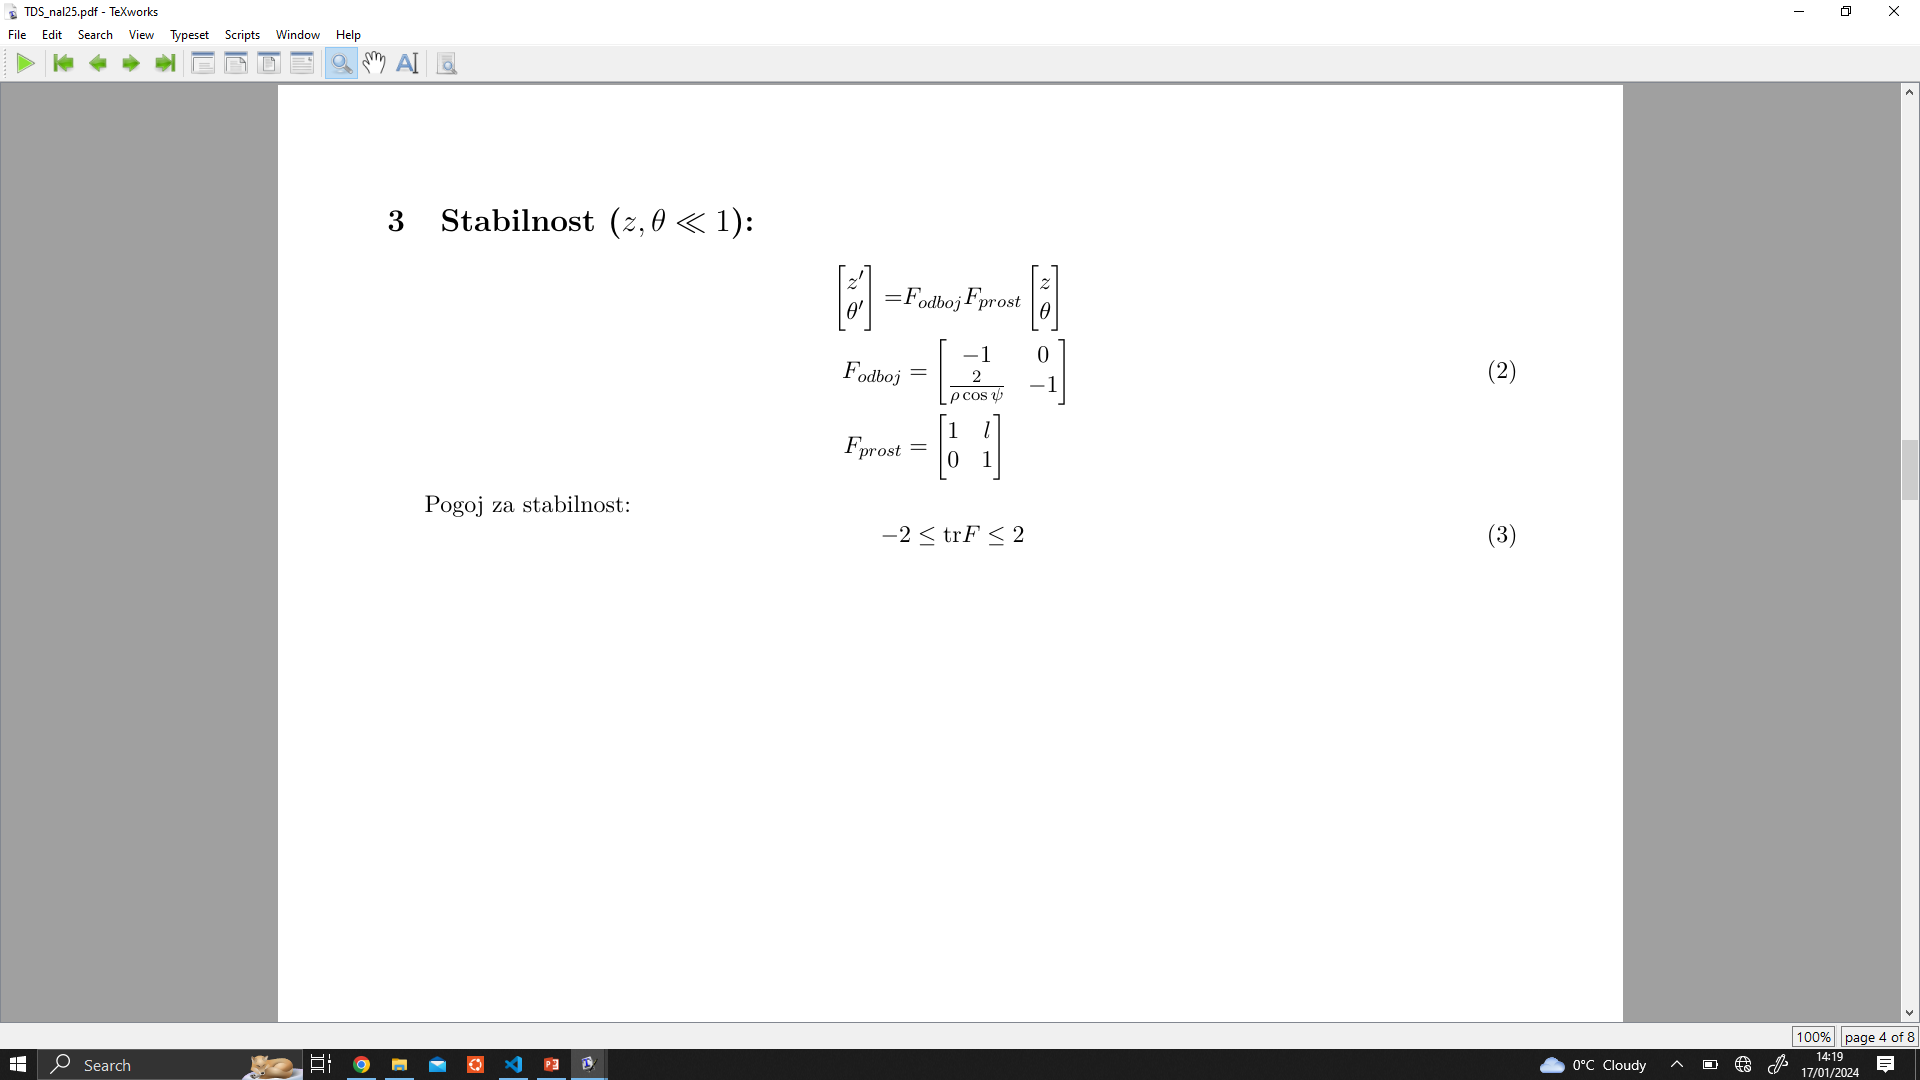 TDS_nal25.pdf - TeXworks
File Edit Search View Typeset Scripts Window Help
3 Stabilnost (z, θ ≪ 1):
[z′ θ′] = F_odboj F_prost [z θ]
F_odboj = [−1 0; 2/(ρ cos ψ) −1] (2)
F_prost = [1 l; 0 1]
Pogoj za stabilnost:
−2 ≤ trF ≤ 2 (3)
100% page 4 of 8
Search
0°C Cloudy
14:19
17/01/2024